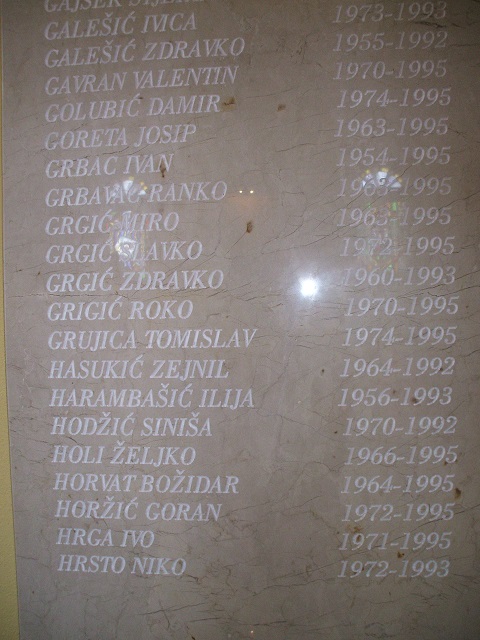 GALEŠIĆ IVICA 1973-1993
GALEŠIĆ ZDRAVKO 1955-1992
GAVRAN VALENTIN 1970-1995
GOLUBIĆ DAMIR 1974-1995
GORETA JOSIP 1963-1995
GRBAC IVAN 1954-1995
GRBAVAC RANKO
GRGIĆ MIRO 1963-1995
GRGIĆ SLAVKO 1972-1995
GRGIĆ ZDRAVKO 1960-1993
GRIGIĆ ROKO 1970-1995
GRUJICA TOMISLAV 1974-1995
HASUKIĆ ZEJNIL 1964-1992
HARAMBAŠIĆ ILIJA 1956-1993
HODŽIĆ SINIŠA 1970-1992
HOLI ŽELJKO 1966-1995
HORVAT BOŽIDAR 1964-1995
HORŽIĆ GORAN 1972-1995
HRGA IVO 1971-1995
HRSTO NIKO 1972-1993